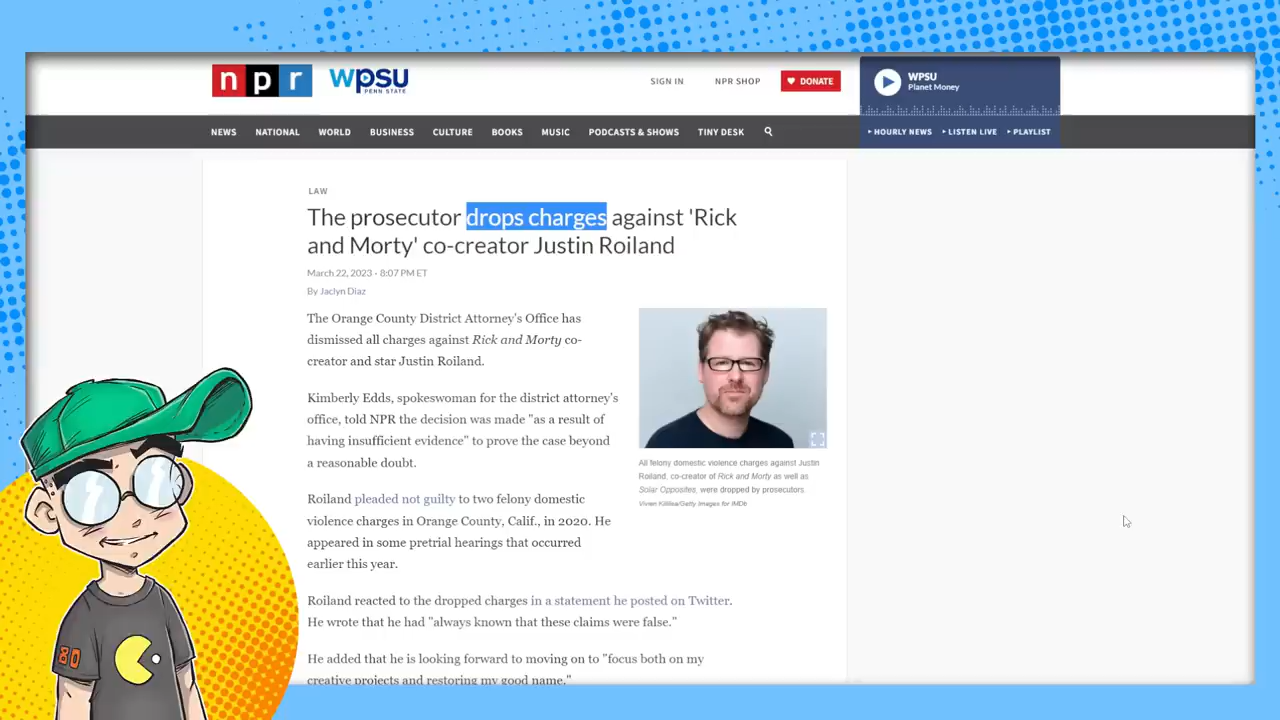 npr wpsu
PENN STATE
SIGN IN
NPR SHOP
DONATE
WPSU
Planet Money
NEWS
NATIONAL
WORLD
BUSINESS
CULTURE
BOOKS
MUSIC
PODCASTS & SHOWS
TINY DESK
HOURLY NEWS
LISTEN LIVE
PLAYLIST
LAW
The prosecutor drops charges against 'Rick
and Morty' co-creator Justin Roiland
March 22, 2023 · 8:07 PM ET
By Jaclyn Diaz
The Orange County District Attorney's Office has
dismissed all charges against Rick and Morty co-
creator and star Justin Roiland.
Kimberly Edds, spokeswoman for the district attorney's
office, told NPR the decision was made "as a result of
having insufficient evidence" to prove the case beyond
a reasonable doubt.
Roiland pleaded not guilty to two felony domestic
violence charges in Orange County, Calif., in 2020. He
appeared in some pretrial hearings that occurred
earlier this year.
All felony domestic violence charges against Justin
Roiland, co-creator of Rick and Morty as well as
Solar Opposites, were dropped by prosecutors.
Vivien Killilea/Getty Images for IMDb
Roiland reacted to the dropped charges in a statement he posted on Twitter.
He wrote that he had "always known that these claims were false."
He added that he is looking forward to moving on to "focus both on my
creative projects and restoring my good name."
80